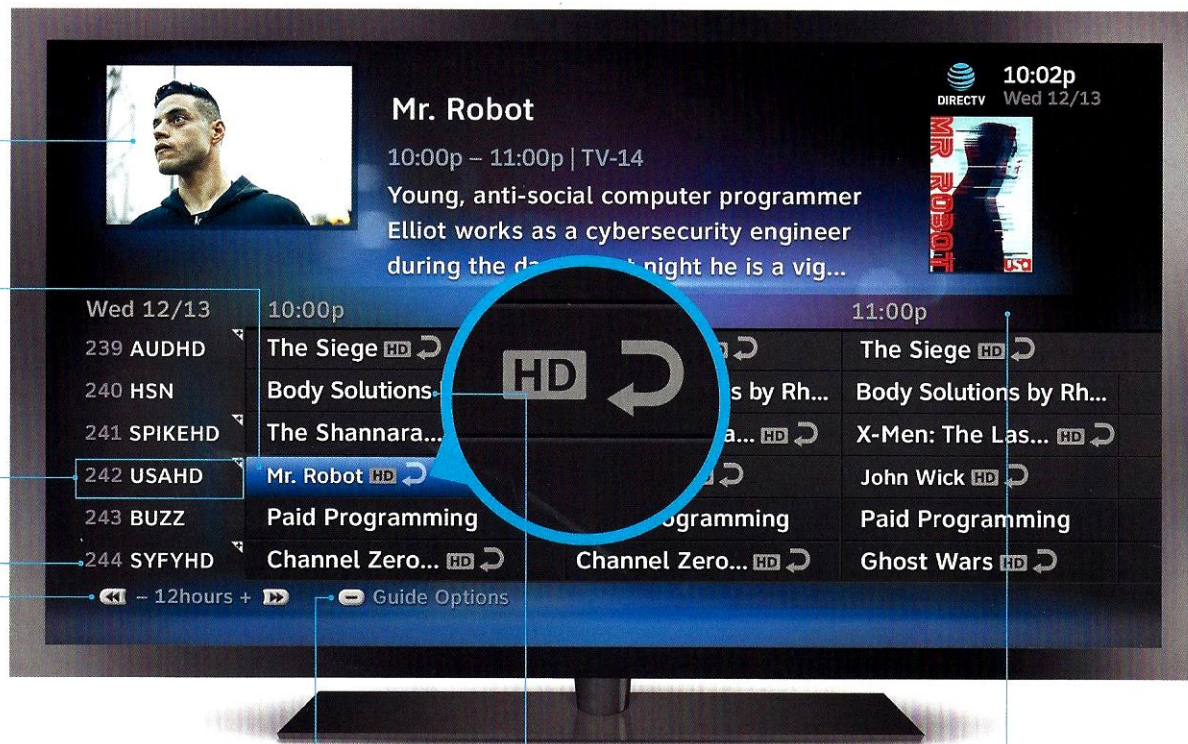 10:02p
DIRECTV Wed 12/13
Mr. Robot
10:00p – 11:00p | TV-14
Young, anti-social computer programmer
Elliot works as a cybersecurity engineer
during the night he is a vig...
MR. ROBOT
usa
Wed 12/13 10:00p 11:00p
239 AUDHD The Siege HD The Siege HD
HD
240 HSN Body Solutions by Rh... Body Solutions by Rh...
241 SPIKEHD The Shannara... HD X-Men: The Las... HD
242 USAHD Mr. Robot HD John Wick HD
243 BUZZ Paid Programming Paid Programming
244 SYFYHD Channel Zero... HD Channel Zero... HD Ghost Wars HD
– 12hours + Guide Options